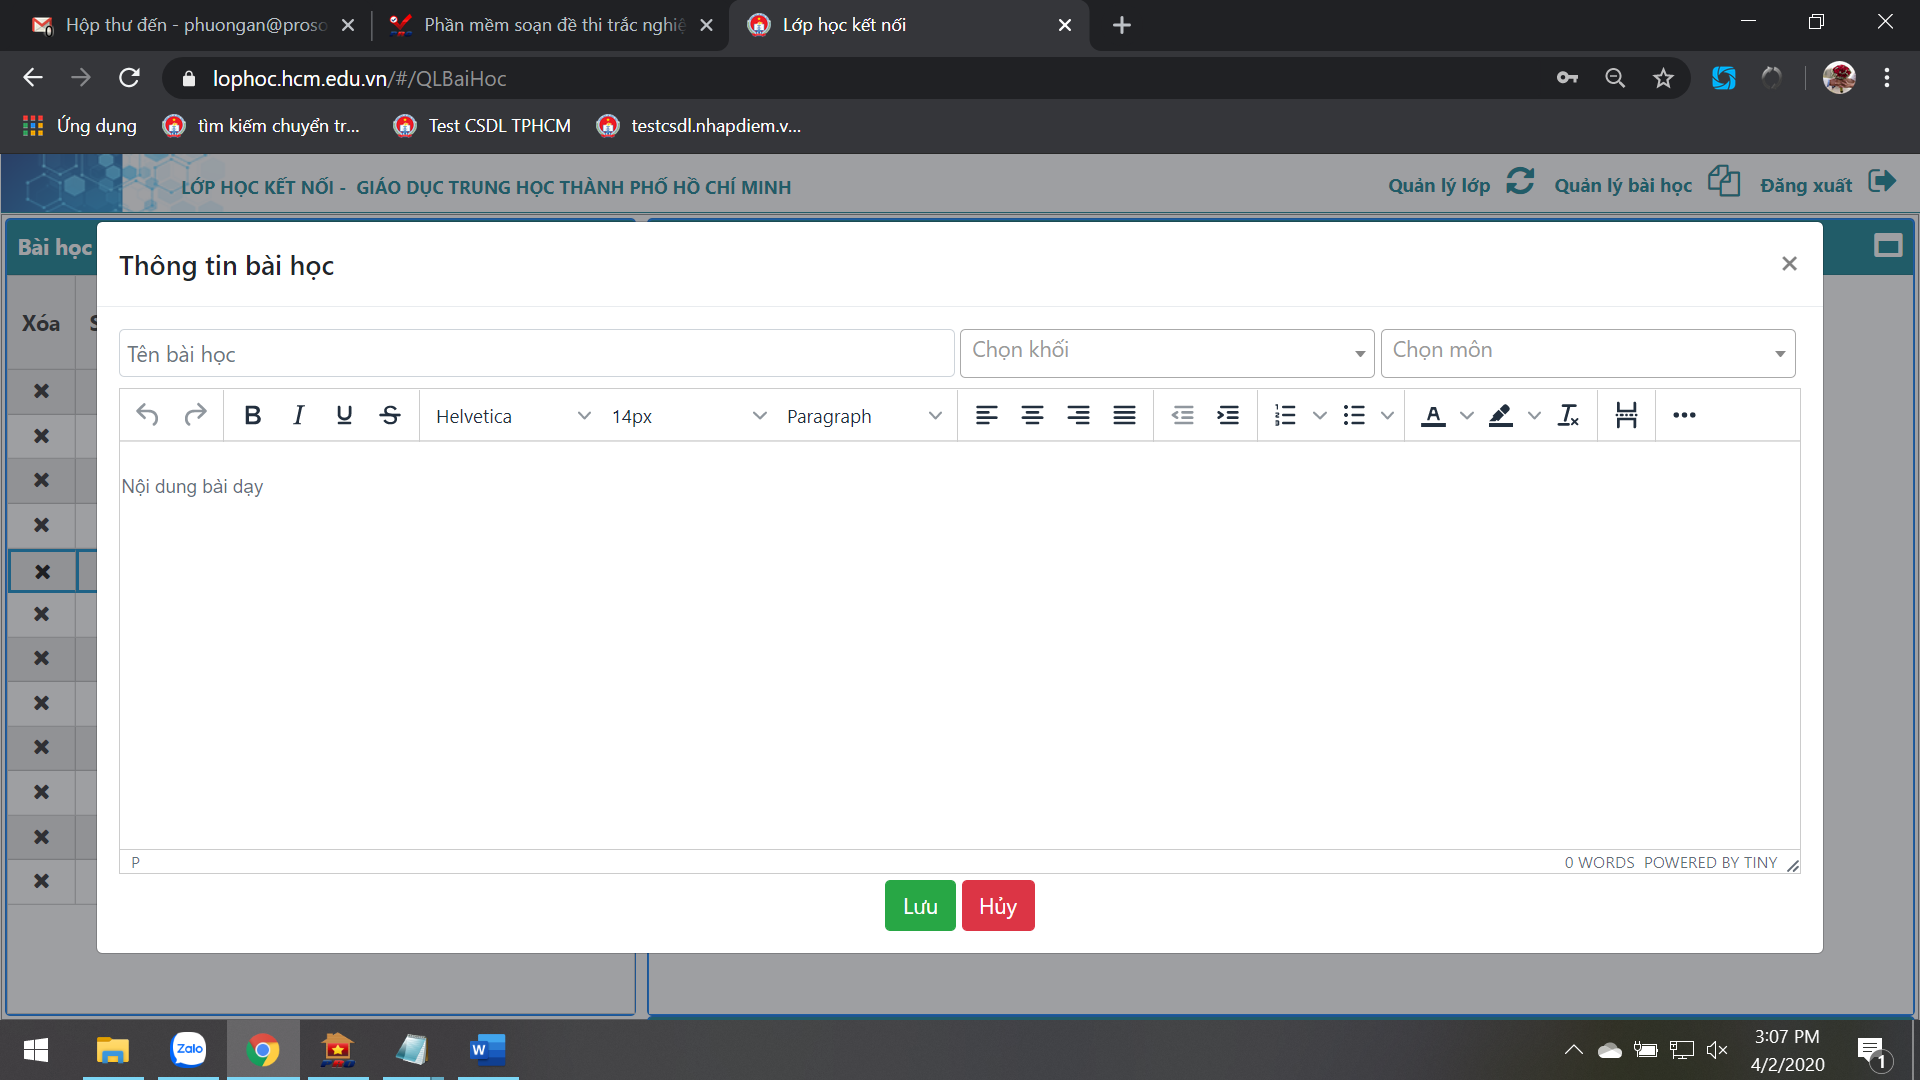 Hộp thư đến - phuongan@proso
Phần mềm soạn đề thi trắc nghiệ
Lớp học kết nối
lophoc.hcm.edu.vn/#/QLBaiHoc
Ứng dụng
tìm kiếm chuyển tr...
Test CSDL TPHCM
testcsdl.nhapdiem.v...
LỚP HỌC KẾT NỐI - GIÁO DỤC TRUNG HỌC THÀNH PHỐ HỒ CHÍ MINH
Quản lý lớp
Quản lý bài học
Đăng xuất
Bài học
Thông tin bài học
×
Xóa
S
Tên bài học
Chọn khối
Chọn môn
B I U S
Helvetica
14px
Paragraph
Nội dung bài dạy
P
0 WORDS POWERED BY TINY
Lưu
Hủy
Zalo
3:07 PM
4/2/2020
1